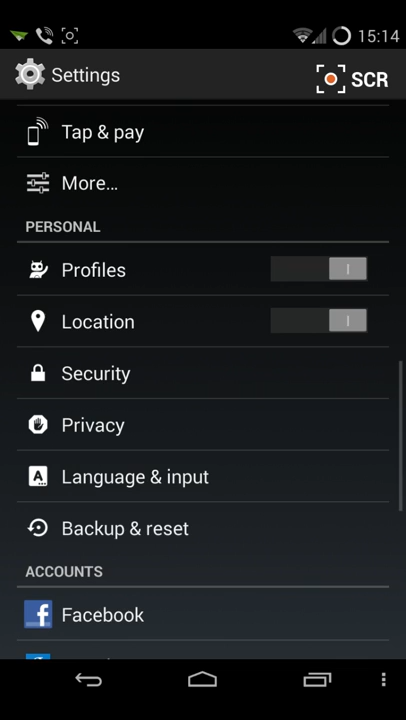 15:14
Settings
SCR
Tap & pay
More...
PERSONAL
Profiles
Location
Security
Privacy
Language & input
Backup & reset
ACCOUNTS
Facebook